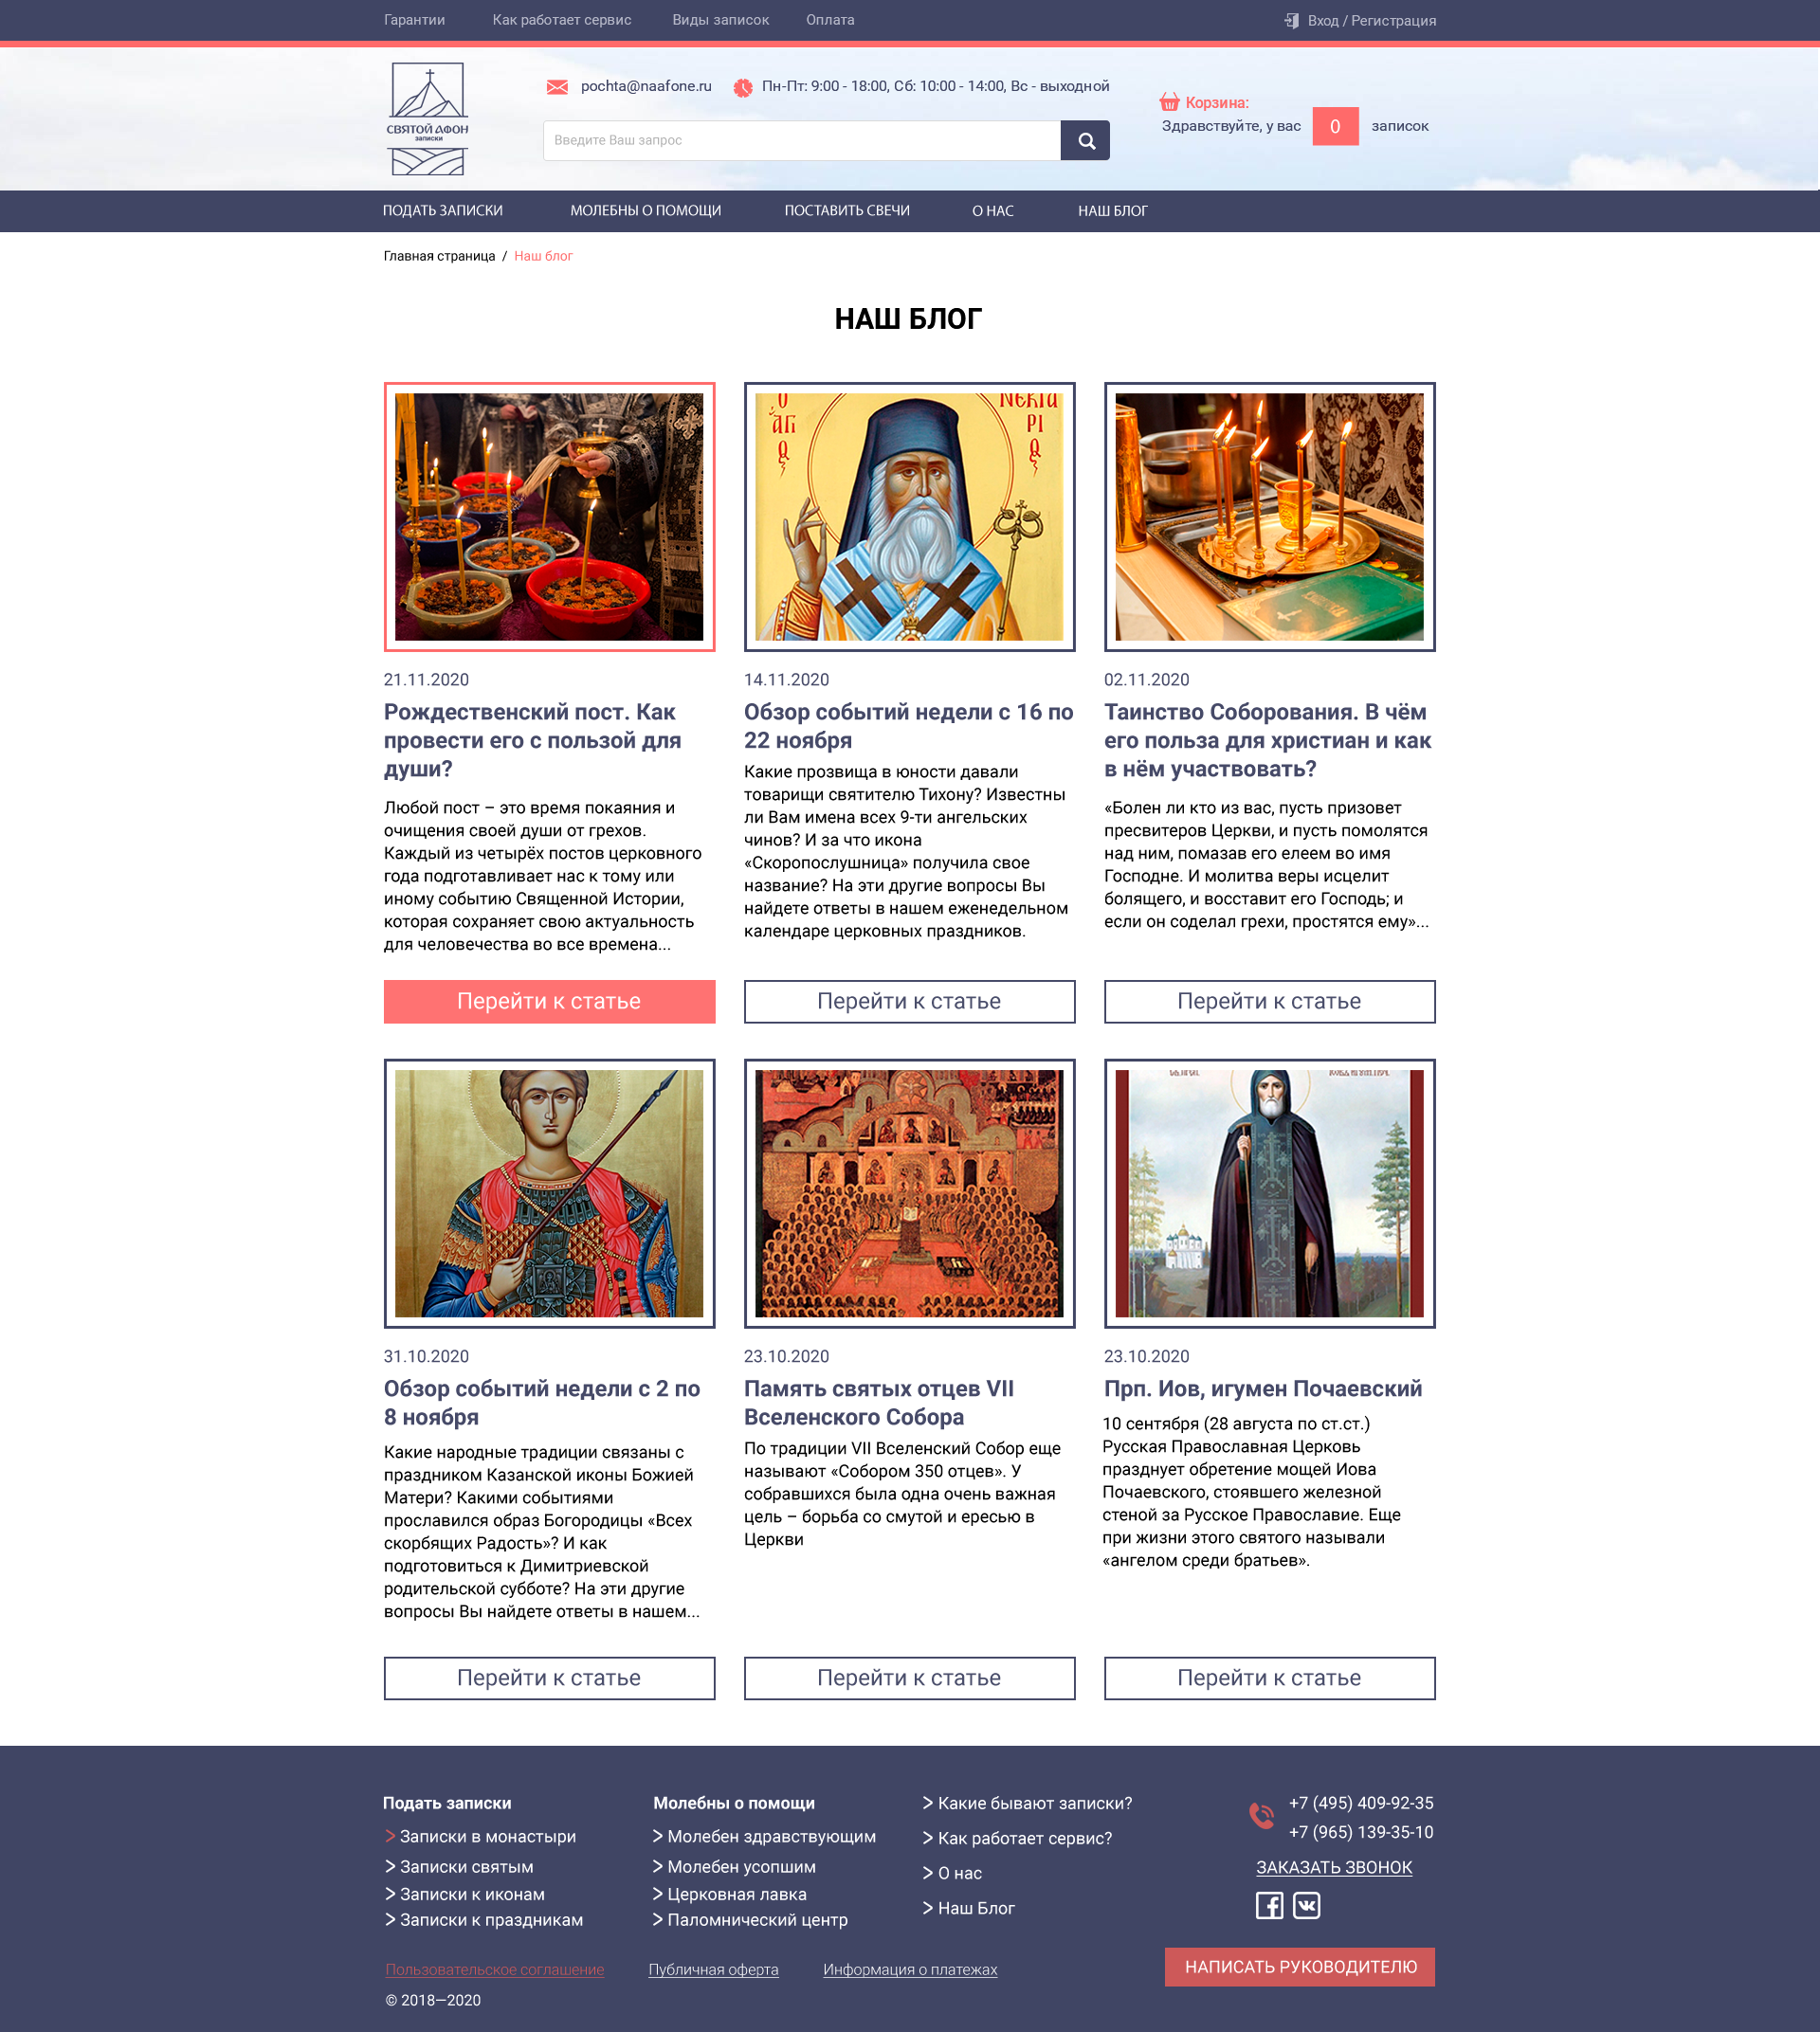 Гарантии Как работает сервис Виды записок Оплата Вход / Регистрация
СВЯТОЙ АФОН
записки
pochta@naafone.ru Пн-Пт: 9:00 - 18:00, Сб: 10:00 - 14:00, Вс - выходной
Введите Ваш запрос
Корзина:
Здравствуйте, у вас 0 записок
ПОДАТЬ ЗАПИСКИ МОЛЕБНЫ О ПОМОЩИ ПОСТАВИТЬ СВЕЧИ О НАС НАШ БЛОГ
Главная страница / Наш блог
НАШ БЛОГ
21.11.2020
Рождественский пост. Как
провести его с пользой для
души?
Любой пост – это время покаяния и
очищения своей души от грехов.
Каждый из четырёх постов церковного
года подготавливает нас к тому или
иному событию Священной Истории,
которая сохраняет свою актуальность
для человечества во все времена...
Перейти к статье
14.11.2020
Обзор событий недели с 16 по
22 ноября
Какие прозвища в юности давали
товарищи святителю Тихону? Известны
ли Вам имена всех 9-ти ангельских
чинов? И за что икона
«Скоропослушница» получила свое
название? На эти другие вопросы Вы
найдете ответы в нашем еженедельном
календаре церковных праздников.
Перейти к статье
02.11.2020
Таинство Соборования. В чём
его польза для христиан и как
в нём участвовать?
«Болен ли кто из вас, пусть призовет
пресвитеров Церкви, и пусть помолятся
над ним, помазав его елеем во имя
Господне. И молитва веры исцелит
болящего, и восставит его Господь; и
если он соделал грехи, простятся ему»...
Перейти к статье
31.10.2020
Обзор событий недели с 2 по
8 ноября
Какие народные традиции связаны с
праздником Казанской иконы Божией
Матери? Какими событиями
прославился образ Богородицы «Всех
скорбящих Радость»? И как
подготовиться к Димитриевской
родительской субботе? На эти другие
вопросы Вы найдете ответы в нашем...
Перейти к статье
23.10.2020
Память святых отцев VII
Вселенского Собора
По традиции VII Вселенский Собор еще
называют «Собором 350 отцев». У
собравшихся была одна очень важная
цель – борьба со смутой и ересью в
Церкви
Перейти к статье
23.10.2020
Прп. Иов, игумен Почаевский
10 сентября (28 августа по ст.ст.)
Русская Православная Церковь
празднует обретение мощей Иова
Почаевского, стоявшего железной
стеной за Русское Православие. Еще
при жизни этого святого называли
«ангелом среди братьев».
Перейти к статье
Подать записки
Записки в монастыри
Записки святым
Записки к иконам
Записки к праздникам
Молебны о помощи
Молебен здравствующим
Молебен усопшим
Церковная лавка
Паломнический центр
Какие бывают записки?
Как работает сервис?
О нас
Наш Блог
+7 (495) 409-92-35
+7 (965) 139-35-10
ЗАКАЗАТЬ ЗВОНОК
НАПИСАТЬ РУКОВОДИТЕЛЮ
Пользовательское соглашение Публичная оферта Информация о платежах
© 2018—2020